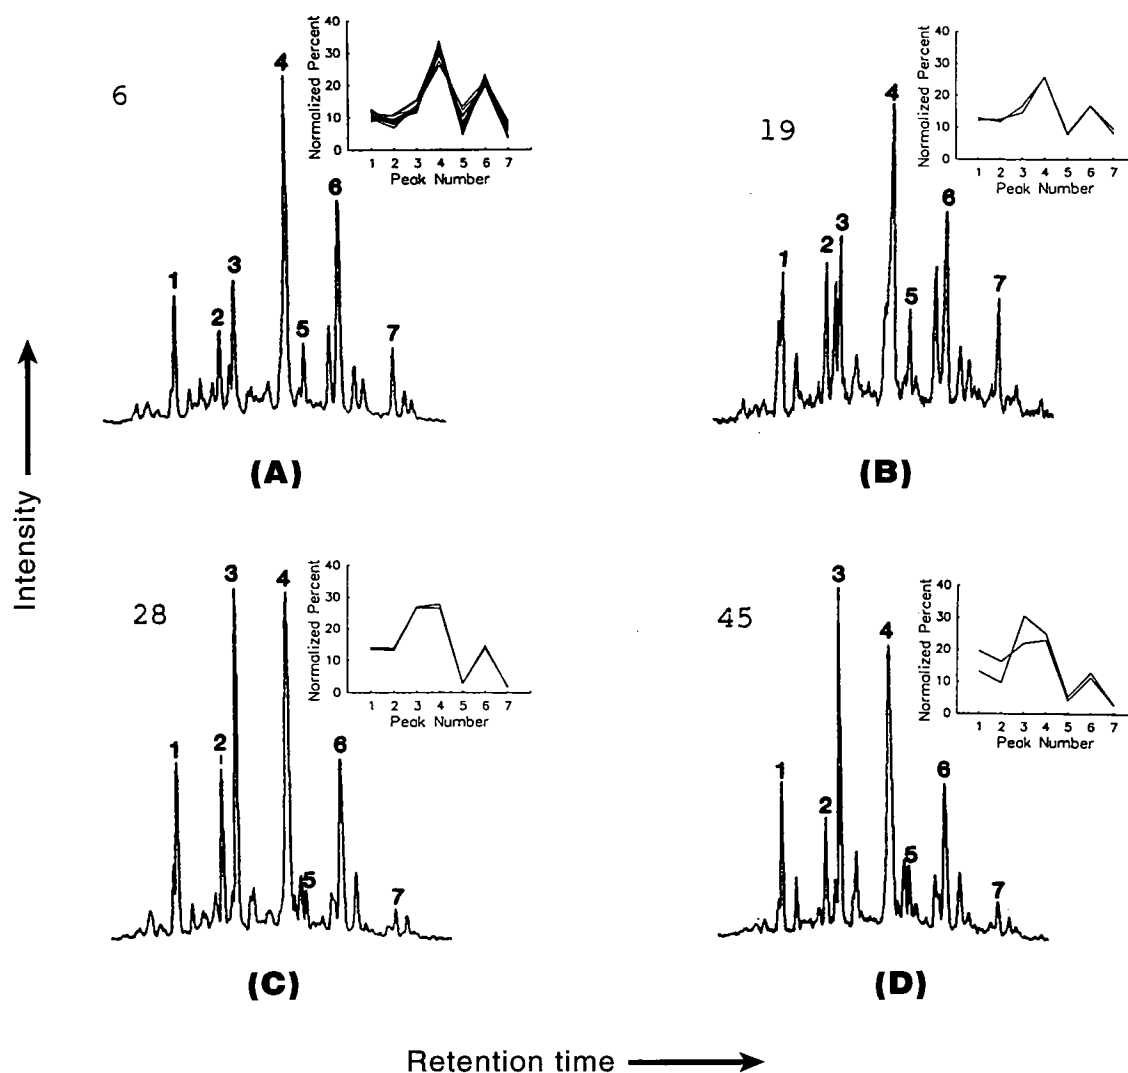 6
1
2
3
4
5
6
7
Normalized Percent
40
30
20
10
0
1 2 3 4 5 6 7
Peak Number
(A)
19
1
2
3
4
5
6
7
Normalized Percent
40
30
20
10
0
1 2 3 4 5 6 7
Peak Number
(B)
Intensity
28
1
2
3
4
5
6
7
Normalized Percent
40
30
20
10
0
1 2 3 4 5 6 7
Peak Number
(C)
45
1
2
3
4
5
6
7
Normalized Percent
40
30
20
10
0
1 2 3 4 5 6 7
Peak Number
(D)
Retention time